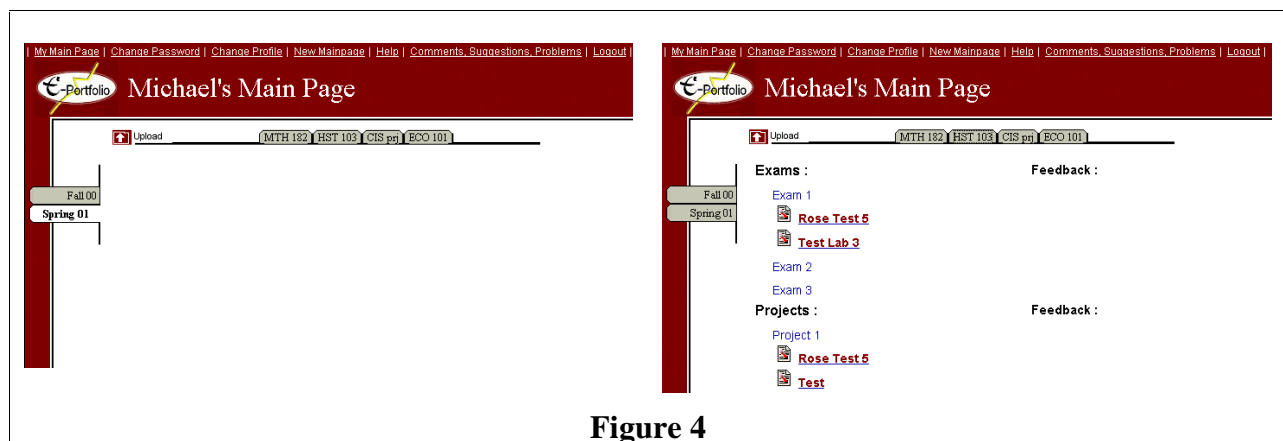 | My Main Page | Change Password | Change Profile | New Mainpage | Help | Comments, Suggestions, Problems | Logout |
E-Portfolio Michael's Main Page
Upload MTH 182 HST 103 CIS prj ECO 101
Fall 00
Spring 01
| My Main Page | Change Password | Change Profile | New Mainpage | Help | Comments, Suggestions, Problems | Logout |
E-Portfolio Michael's Main Page
Upload MTH 182 HST 103 CIS prj ECO 101
Exams : Feedback :
Fall 00 Exam 1
Spring 01 Rose Test 5
Test Lab 3
Exam 2
Exam 3
Projects : Feedback :
Project 1
Rose Test 5
Test
Figure 4